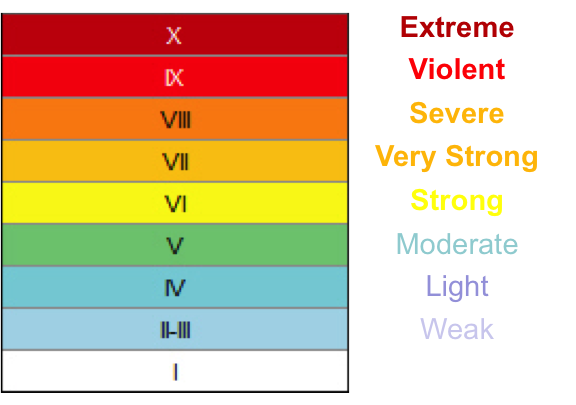 X Extreme
IX Violent
VIII Severe
VII Very Strong
VI Strong
V Moderate
IV Light
II-III Weak
I